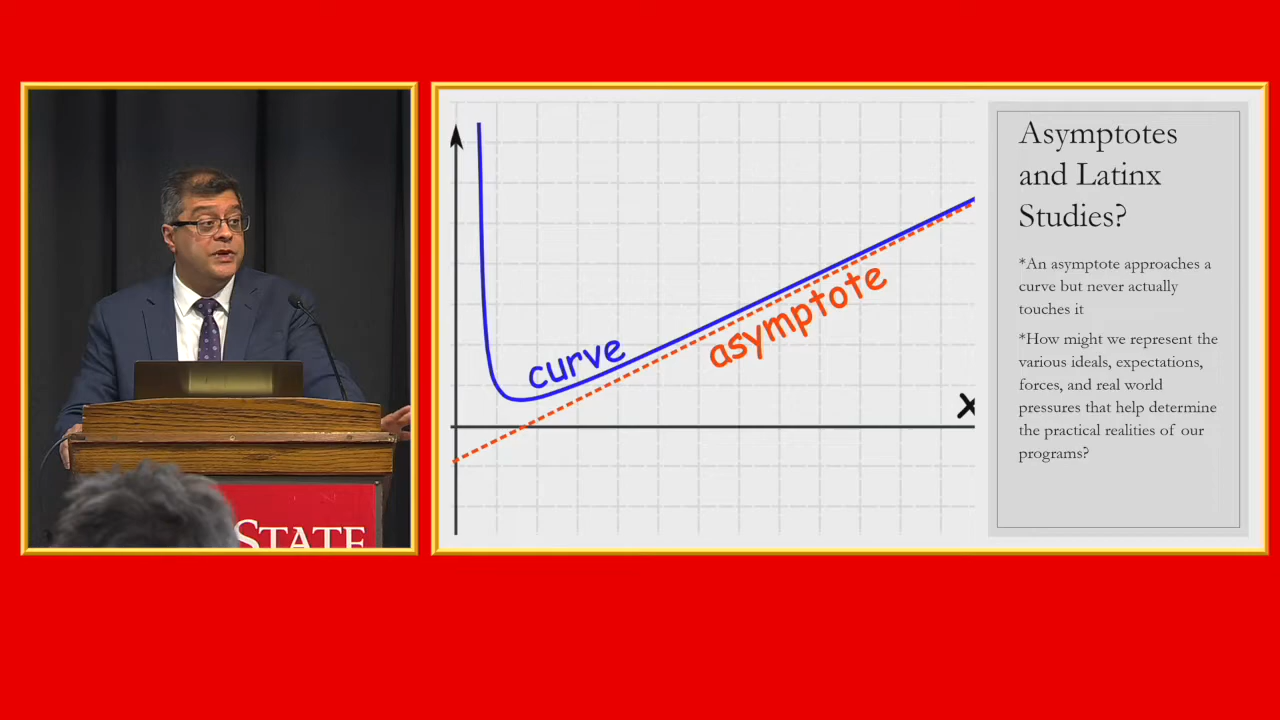 Asymptotes
and Latinx
Studies?
*An asymptote approaches a
curve but never actually
touches it
*How might we represent the
various ideals, expectations,
forces, and real world
pressures that help determine
the practical realities of our
programs?
curve
asymptote
X
STATE